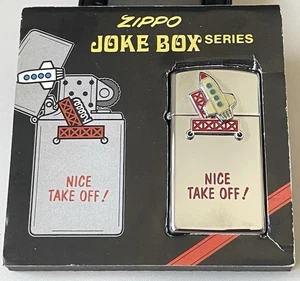 ZIPPO
JOKE BOX SERIES
NICE
TAKE OFF!
NICE
TAKE OFF!